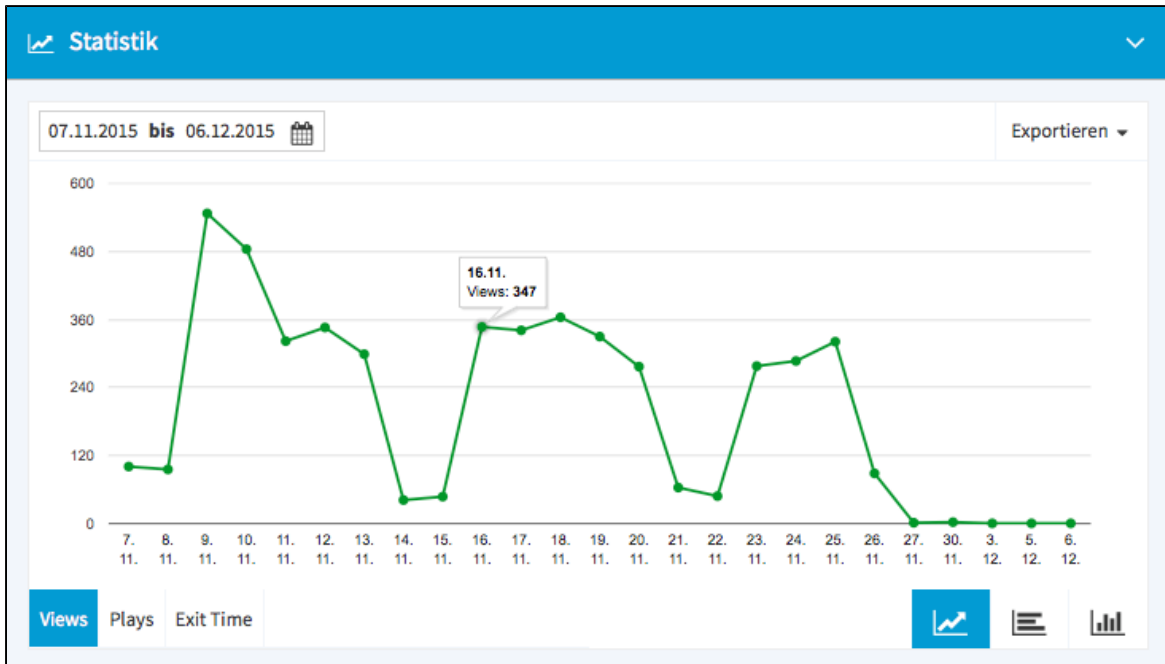 Statistik
07.11.2015 bis 06.12.2015
Exportieren
600
480
360
240
120
0
16.11.
Views: 347
7. 8. 9. 10. 11. 12. 13. 14. 15. 16. 17. 18. 19. 20. 21. 22. 23. 24. 25. 26. 27. 30. 3. 5. 6.
11. 11. 11. 11. 11. 11. 11. 11. 11. 11. 11. 11. 11. 11. 11. 11. 11. 11. 11. 11. 11. 11. 12. 12. 12.
Views Plays Exit Time